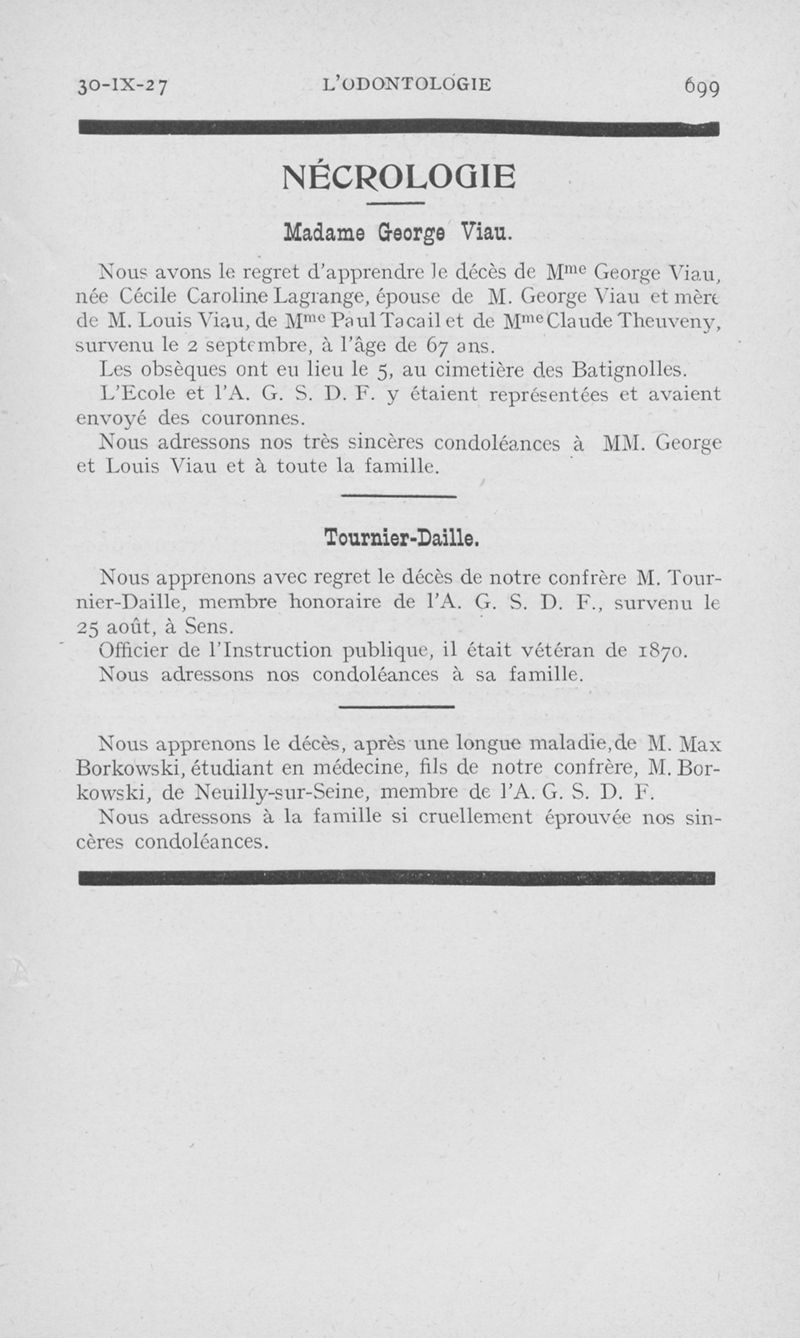 30-IX-27 L'ODONTOLOGIE 699
NÉCROLOGIE
Madame George Viau.
Nous avons le regret d'apprendre le décès de Mme George Viau,
née Cécile Caroline Lagrange, épouse de M. George Viau et mère
de M. Louis Viau, de Mme Paul Tacail et de Mme Claude Theuveny,
survenu le 2 septembre, à l'âge de 67 ans.
Les obsèques ont eu lieu le 5, au cimetière des Batignolles.
L'Ecole et l'A. G. S. D. F. y étaient représentées et avaient
envoyé des couronnes.
Nous adressons nos très sincères condoléances à MM. George
et Louis Viau et à toute la famille.
Tournier-Daille.
Nous apprenons avec regret le décès de notre confrère M. Tour-
nier-Daille, membre honoraire de l'A. G. S. D. F., survenu le
25 août, à Sens.
Officier de l'Instruction publique, il était vétéran de 1870.
Nous adressons nos condoléances à sa famille.
Nous apprenons le décès, après une longue maladie, de M. Max
Borkowski, étudiant en médecine, fils de notre confrère, M. Bor-
kowski, de Neuilly-sur-Seine, membre de l'A. G. S. D. F.
Nous adressons à la famille si cruellement éprouvée nos sin-
cères condoléances.